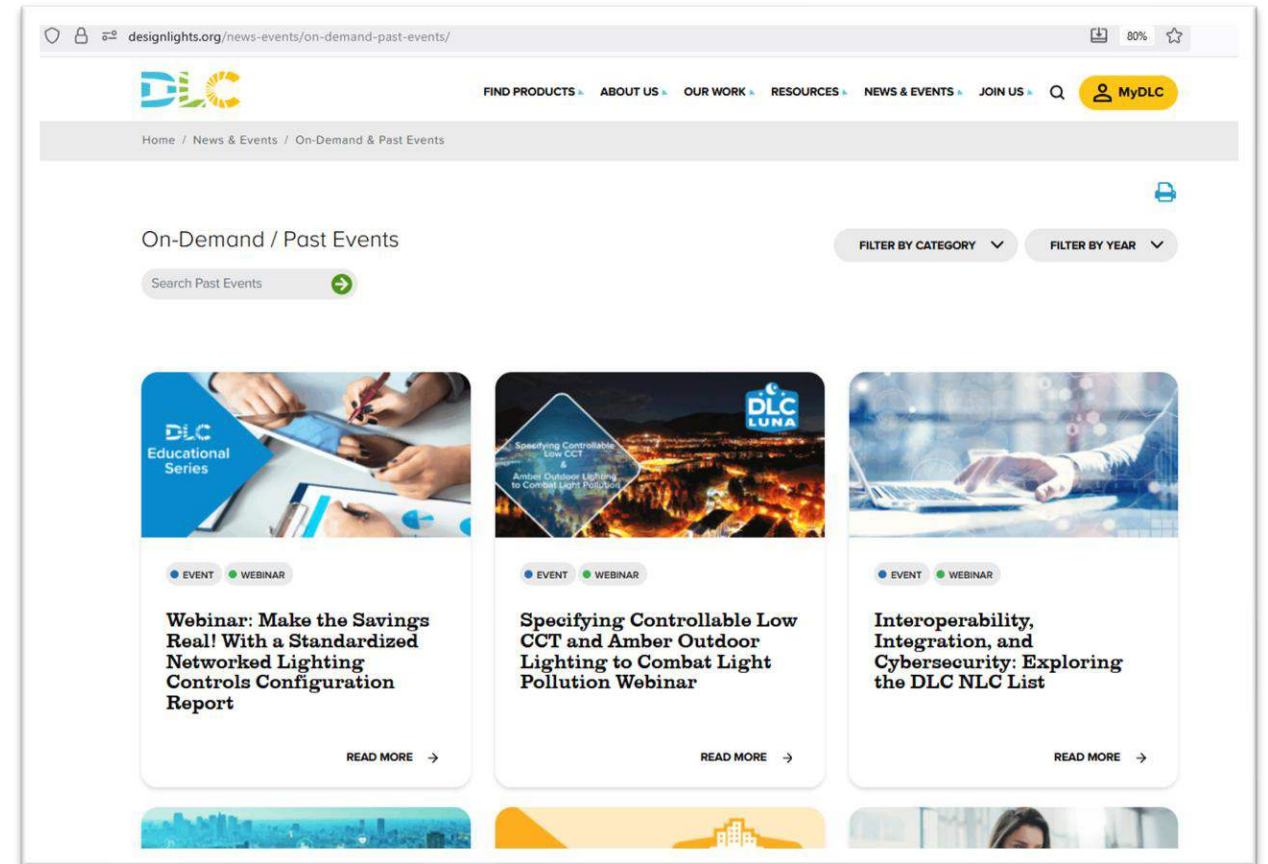 designlights.org/news-events/on-demand-past-events/
80%
DLC
FIND PRODUCTS
ABOUT US
OUR WORK
RESOURCES
NEWS & EVENTS
JOIN US
MyDLC
Home / News & Events / On-Demand & Past Events
On-Demand / Past Events
FILTER BY CATEGORY
FILTER BY YEAR
Search Past Events
DLC
Educational
Series
EVENT
WEBINAR
Webinar: Make the Savings
Real! With a Standardized
Networked Lighting
Controls Configuration
Report
READ MORE
Specifying Controllable
Low CCT
&
Amber Outdoor Lighting
to Combat Light Pollution
DLC
LUNA
EVENT
WEBINAR
Specifying Controllable Low
CCT and Amber Outdoor
Lighting to Combat Light
Pollution Webinar
READ MORE
EVENT
WEBINAR
Interoperability,
Integration, and
Cybersecurity: Exploring
the DLC NLC List
READ MORE